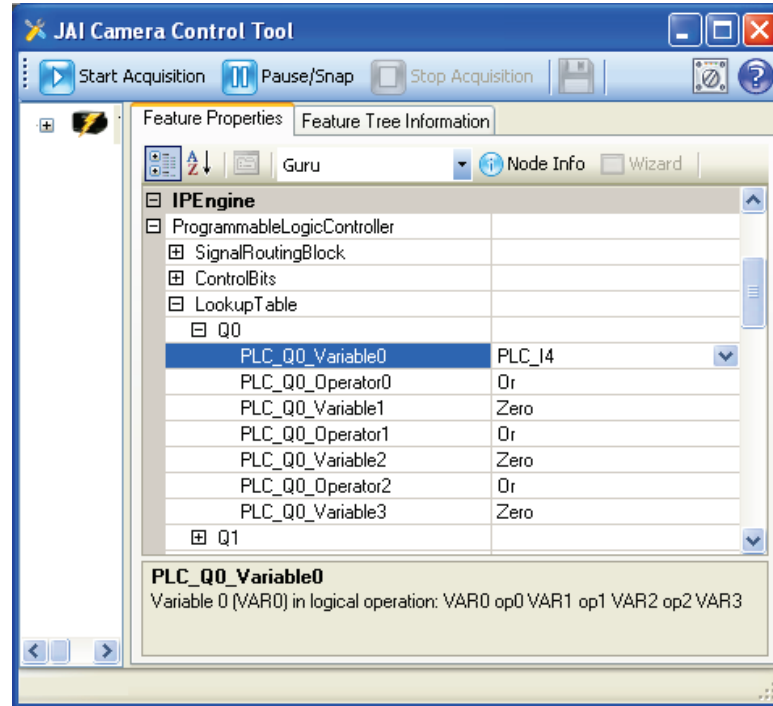 JAI Camera Control Tool
Start Acquisition Pause/Snap Stop Acquisition
Feature Properties Feature Tree Information
Guru Node Info Wizard
IPEngine
ProgrammableLogicController
SignalRoutingBlock
ControlBits
LookupTable
Q0
PLC_Q0_Variable0 PLC_I4
PLC_Q0_Operator0 Or
PLC_Q0_Variable1 Zero
PLC_Q0_Operator1 Or
PLC_Q0_Variable2 Zero
PLC_Q0_Operator2 Or
PLC_Q0_Variable3 Zero
Q1
PLC_Q0_Variable0
Variable 0 (VAR0) in logical operation: VAR0 op0 VAR1 op1 VAR2 op2 VAR3